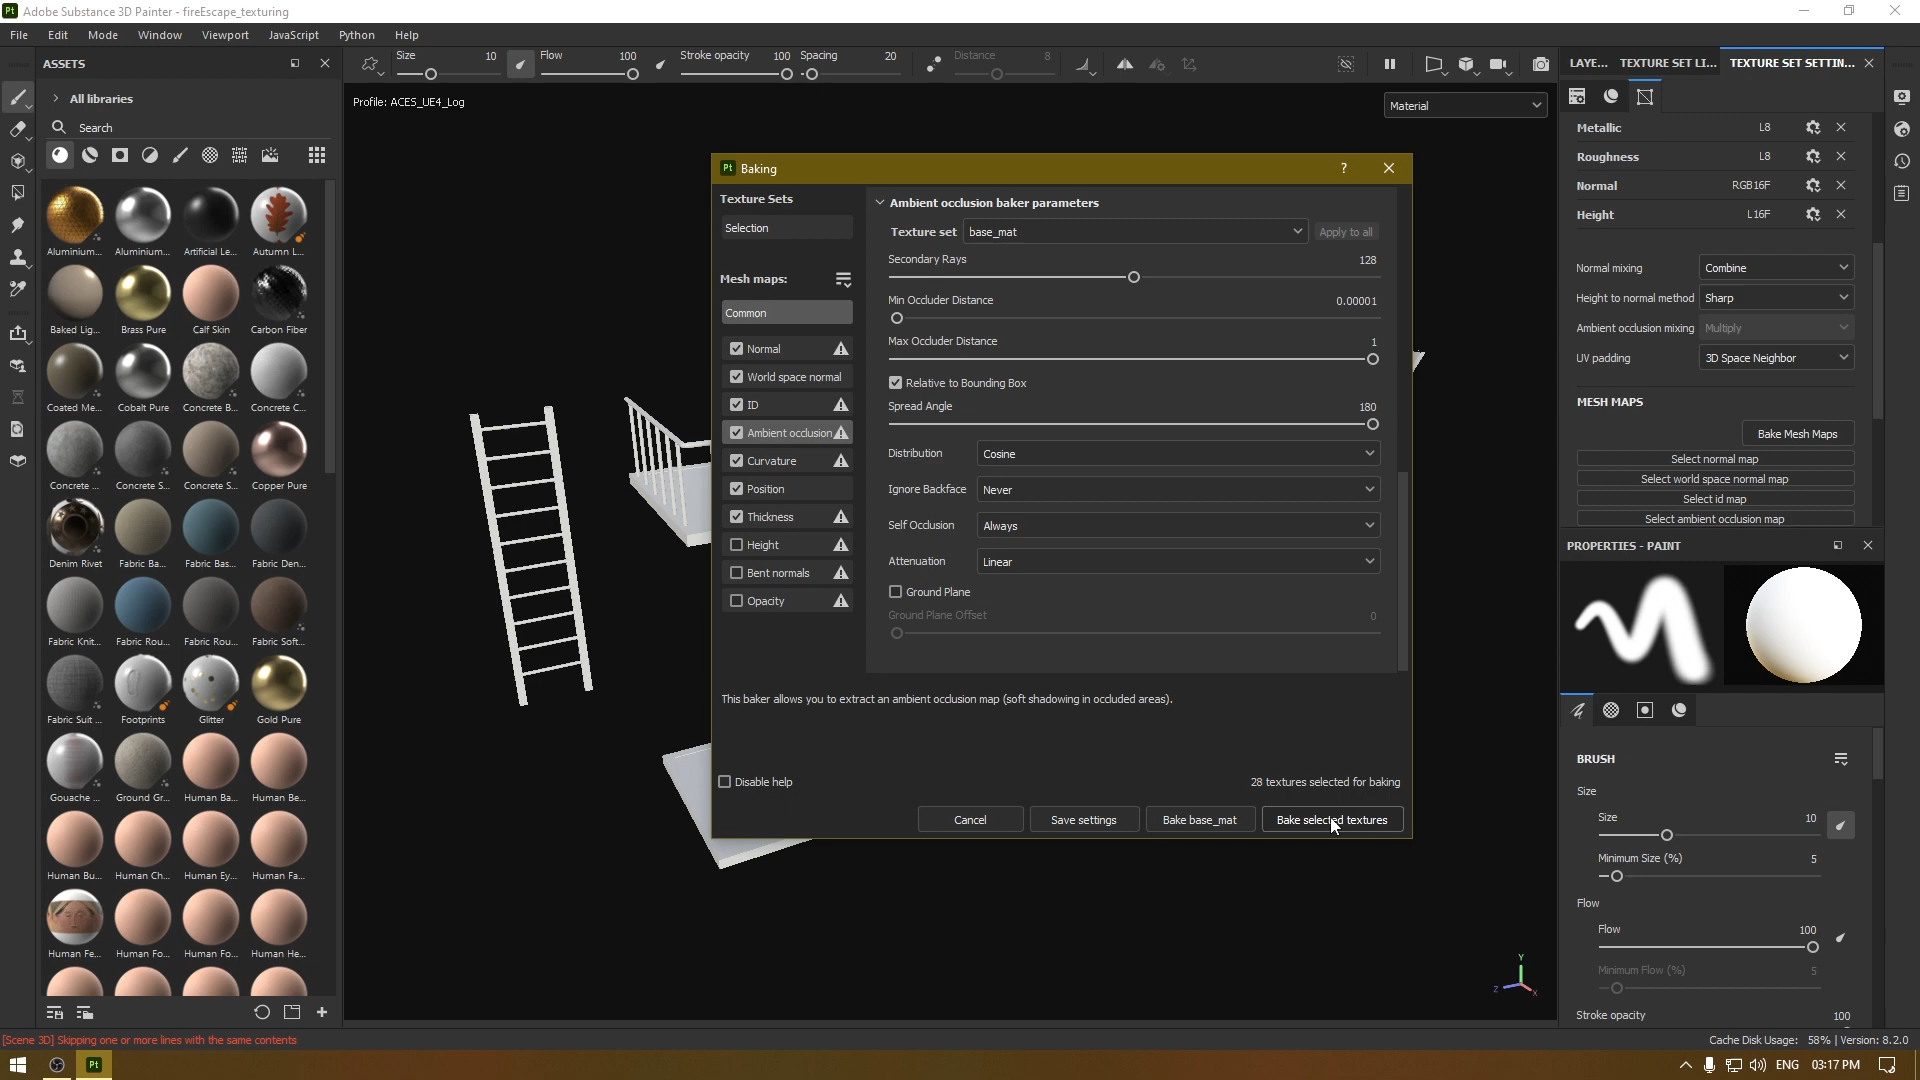 Pt Adobe Substance 3D Painter - fireEscape_texturing
File Edit Mode Window Viewport JavaScript Python Help
ASSETS
All libraries
Search
Aluminium... Aluminium... Artificial Le... Autumn L...
Baked Lig... Brass Pure Calf Skin Carbon Fiber
Coated Me... Cobalt Pure Concrete B... Concrete C...
Concrete ... Concrete S... Concrete S... Copper Pure
Denim Rivet Fabric Ba... Fabric Bas... Fabric Den...
Fabric Knit... Fabric Rou... Fabric Rou... Fabric Soft...
Fabric Suit ... Footprints Glitter Gold Pure
Gouache ... Ground Gr... Human Ba... Human Be...
Human Bu... Human Ch... Human Ey... Human Fa...
Human Fe... Human Fo... Human Fo... Human He...
Size 10 Flow 100 Stroke opacity 100 Spacing 20 Distance 8
Profile: ACES_UE4_Log
Material
Pt Baking ?
Texture Sets
Selection
Mesh maps:
Common
Normal
World space normal
ID
Ambient occlusion
Curvature
Position
Thickness
Height
Bent normals
Opacity
Ambient occlusion baker parameters
Texture set base_mat Apply to all
Secondary Rays 128
Min Occluder Distance 0.00001
Max Occluder Distance 1
Relative to Bounding Box
Spread Angle 180
Distribution Cosine
Ignore Backface Never
Self Occlusion Always
Attenuation Linear
Ground Plane
Ground Plane Offset 0
This baker allows you to extract an ambient occlusion map (soft shadowing in occluded areas).
Disable help 28 textures selected for baking
Cancel Save settings Bake base_mat Bake selected textures
Y
Z X
LAYE... TEXTURE SET LI... TEXTURE SET SETTIN...
Metallic L8
Roughness L8
Normal RGB16F
Height L16F
Normal mixing Combine
Height to normal method Sharp
Ambient occlusion mixing Multiply
UV padding 3D Space Neighbor
MESH MAPS
Bake Mesh Maps
Select normal map
Select world space normal map
Select id map
Select ambient occlusion map
PROPERTIES - PAINT
BRUSH
Size
Size 10
Minimum Size (%) 5
Flow
Flow 100
Minimum Flow (%) 5
Stroke opacity 100
[Scene 3D] Skipping one or more lines with the same contents
Cache Disk Usage: 58% | Version: 8.2.0
Pt
ENG 03:17 PM